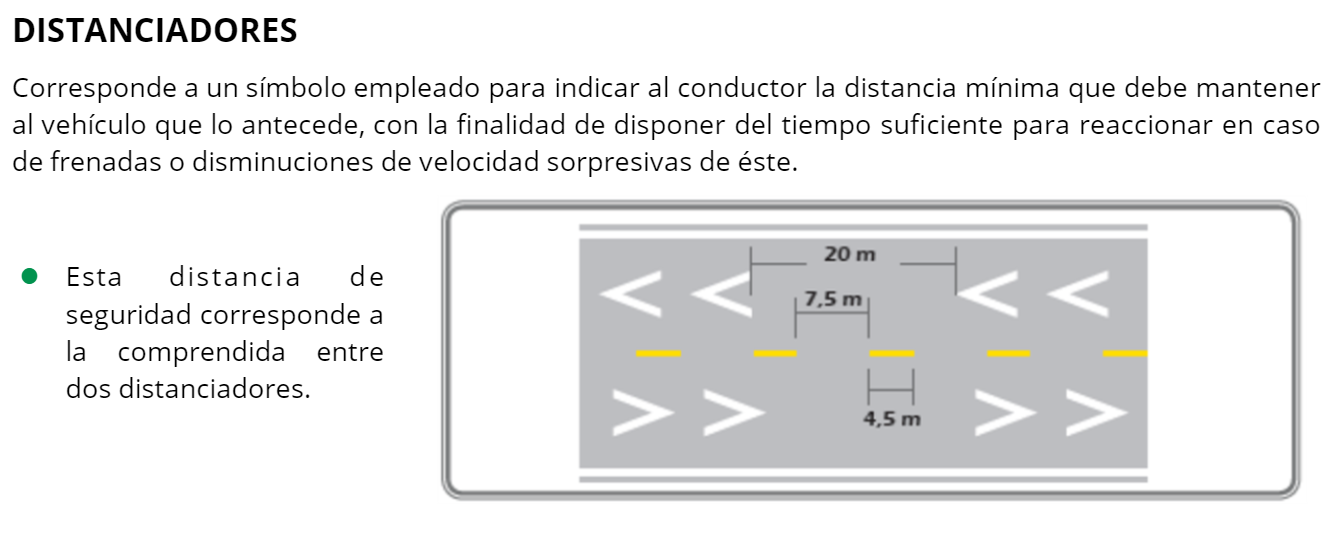 DISTANCIADORES
Corresponde a un símbolo empleado para indicar al conductor la distancia mínima que debe mantener
al vehículo que lo antecede, con la finalidad de disponer del tiempo suficiente para reaccionar en caso
de frenadas o disminuciones de velocidad sorpresivas de éste.
Esta distancia de
seguridad corresponde a
la comprendida entre
dos distanciadores.
20 m
7,5 m
4,5 m